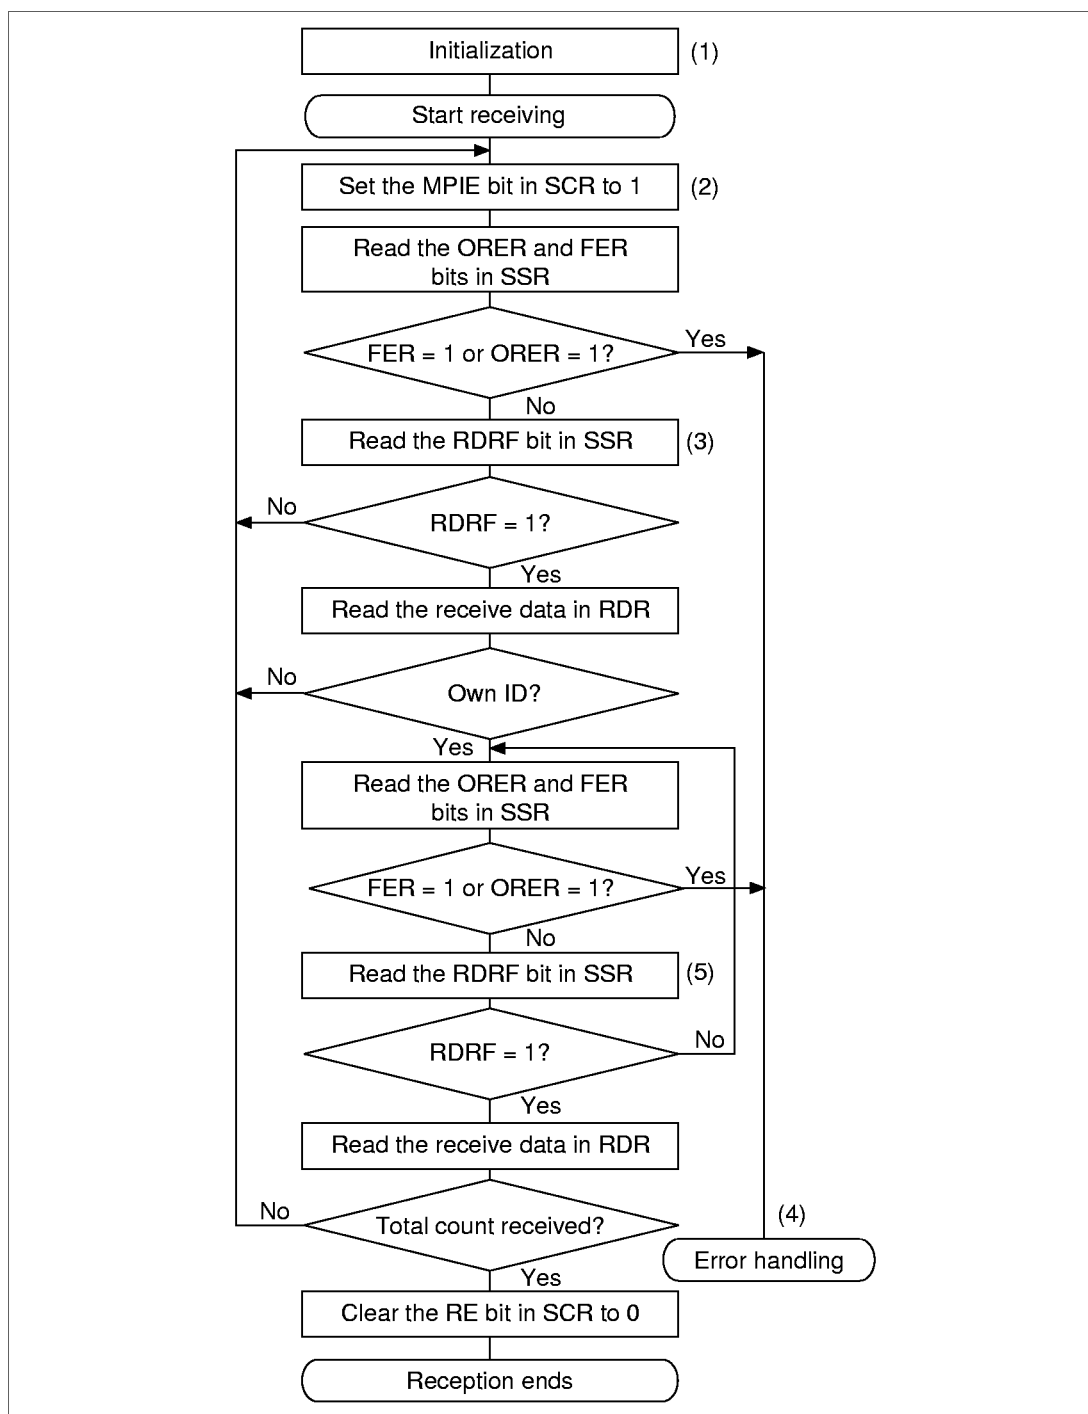 Initialization (1)
Start receiving
Set the MPIE bit in SCR to 1 (2)
Read the ORER and FER
bits in SSR
FER = 1 or ORER = 1? Yes
No
Read the RDRF bit in SSR (3)
No RDRF = 1?
Yes
Read the receive data in RDR
No Own ID?
Yes
Read the ORER and FER
bits in SSR
FER = 1 or ORER = 1? Yes
No
Read the RDRF bit in SSR (5)
RDRF = 1? No
Yes
Read the receive data in RDR
No Total count received? (4)
Error handling
Yes
Clear the RE bit in SCR to 0
Reception ends